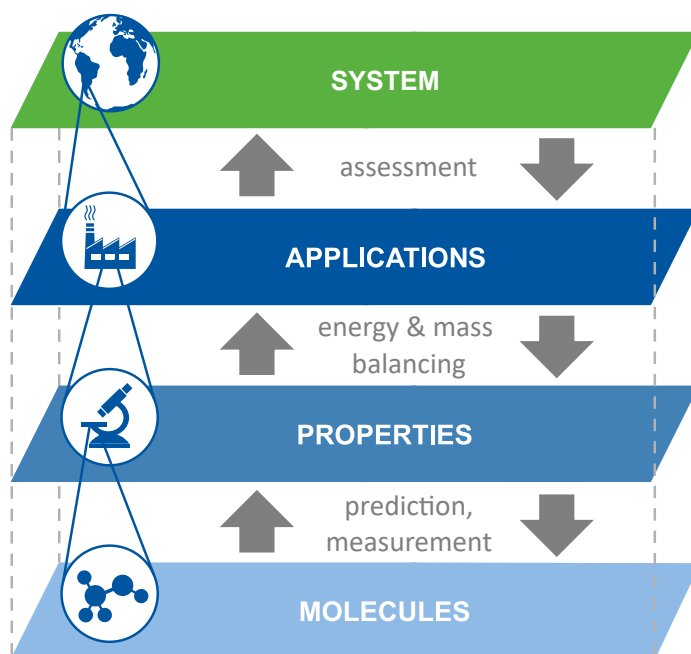 SYSTEM
assessment
APPLICATIONS
energy & mass
balancing
PROPERTIES
prediction,
measurement
MOLECULES